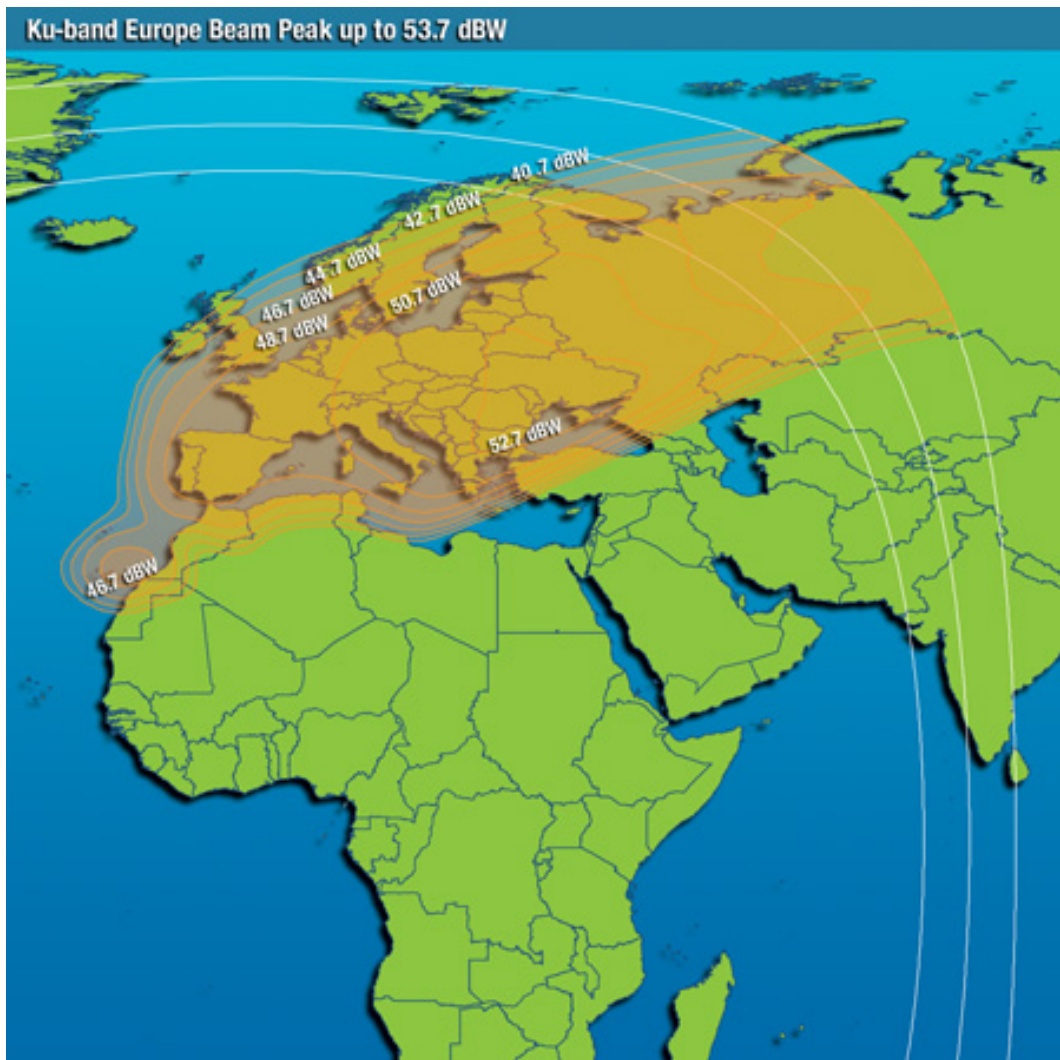 Ku-band Europe Beam Peak up to 53.7 dBW
40 .7 dBW
42 .7 dBW
44.7 dBW
46.7 dBW
50.7 dBW
48.7 dBW
52.7 dBW
46.7 dBW